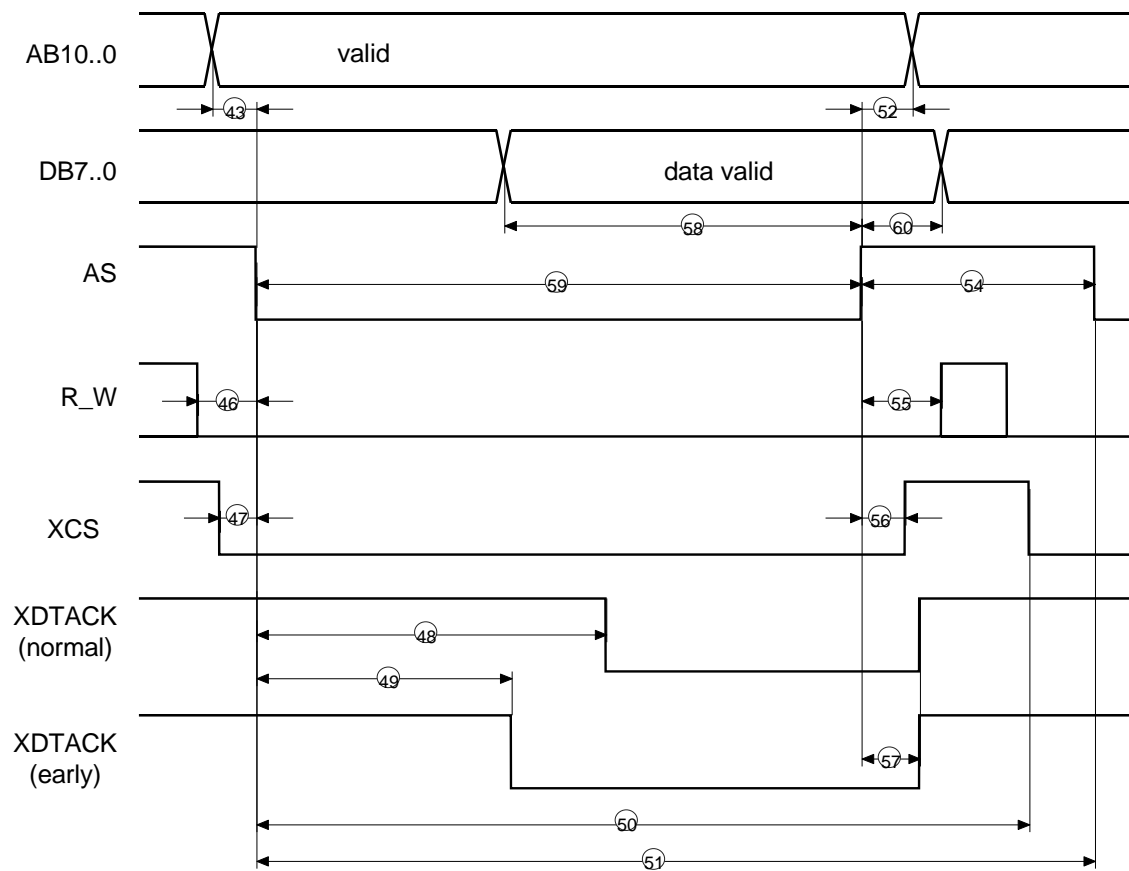 AB10..0
valid
43
52
DB7..0
data valid
58
60
AS
59
54
R_W
46
55
XCS
47
56
XDTACK
(normal)
48
49
XDTACK
(early)
57
50
51